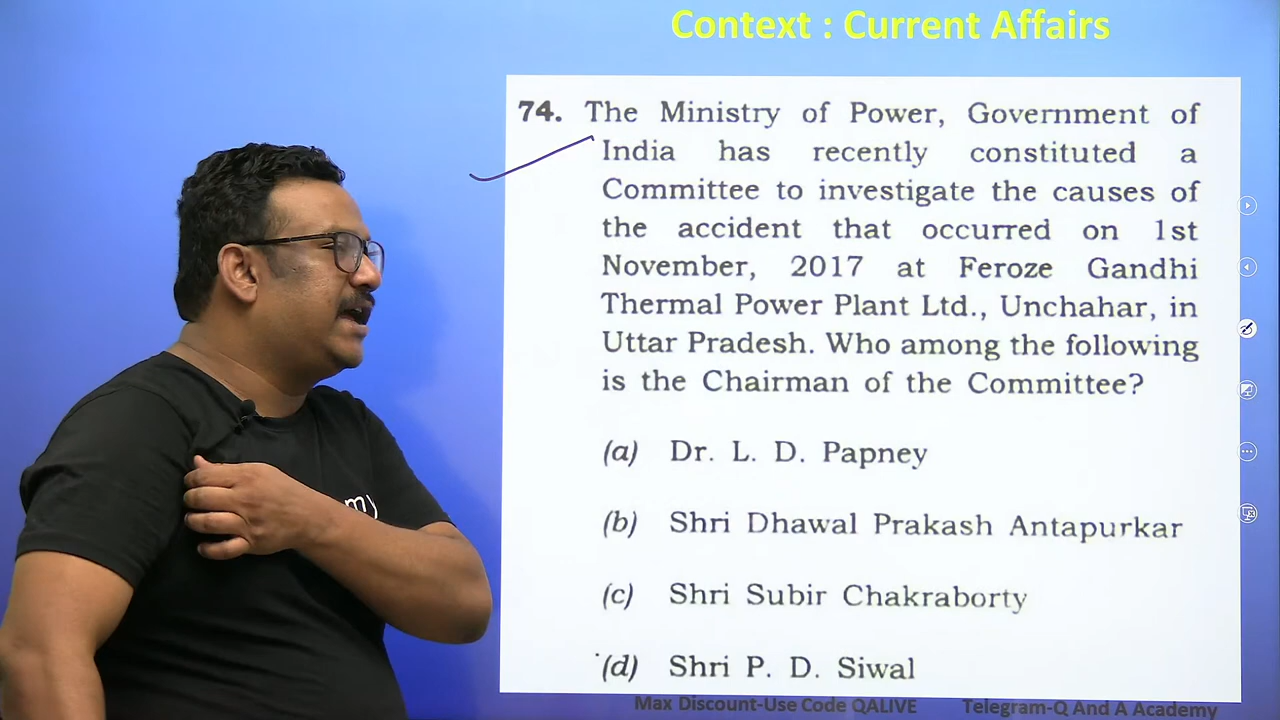 Context : Current Affairs
74. The Ministry of Power, Government of
India has recently constituted a
Committee to investigate the causes of
the accident that occurred on 1st
November, 2017 at Feroze Gandhi
Thermal Power Plant Ltd., Unchahar, in
Uttar Pradesh. Who among the following
is the Chairman of the Committee?
(a) Dr. L. D. Papney
(b) Shri Dhawal Prakash Antapurkar
(c) Shri Subir Chakraborty
(d) Shri P. D. Siwal
Max Discount-Use Code QALIVE Telegram-Q And A Academy